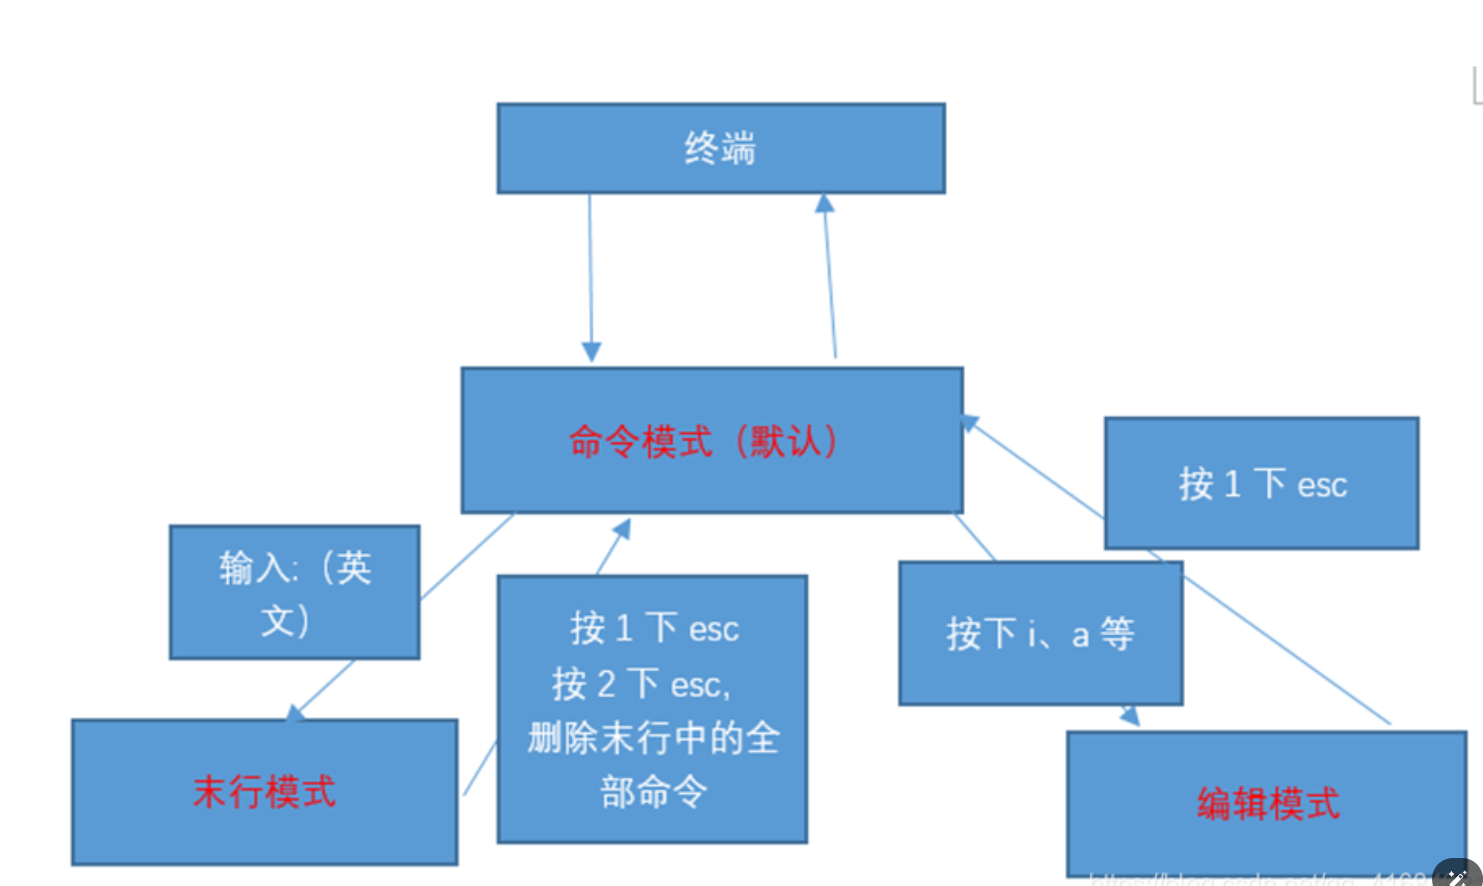 终端
命令模式（默认）
按 1 下 esc
输入:（英
文）
按 1 下 esc
按 2 下 esc,
删除末行中的全
部命令
按下 i、a 等
末行模式
编辑模式